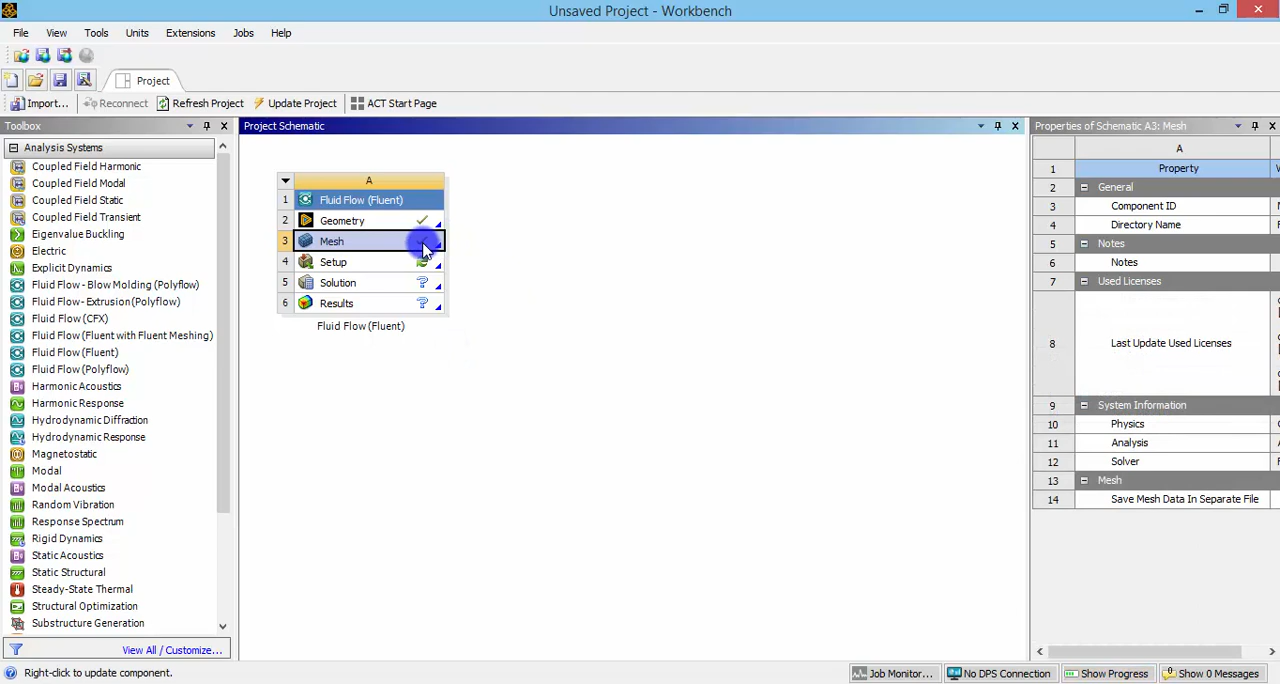 Unsaved Project - Workbench
File View Tools Units Extensions Jobs Help
Project
Import... Reconnect Refresh Project Update Project ACT Start Page
Toolbox
Analysis Systems
Coupled Field Harmonic
Coupled Field Modal
Coupled Field Static
Coupled Field Transient
Eigenvalue Buckling
Electric
Explicit Dynamics
Fluid Flow - Blow Molding (Polyflow)
Fluid Flow - Extrusion (Polyflow)
Fluid Flow (CFX)
Fluid Flow (Fluent with Fluent Meshing)
Fluid Flow (Fluent)
Fluid Flow (Polyflow)
Harmonic Acoustics
Harmonic Response
Hydrodynamic Diffraction
Hydrodynamic Response
Magnetostatic
Modal
Modal Acoustics
Random Vibration
Response Spectrum
Rigid Dynamics
Static Acoustics
Static Structural
Steady-State Thermal
Structural Optimization
Substructure Generation
View All / Customize...
Project Schematic
A
1 Fluid Flow (Fluent)
2 Geometry
3 Mesh
4 Setup
5 Solution ?
6 Results ?
Fluid Flow (Fluent)
Properties of Schematic A3: Mesh
A
1 Property
2 General
3 Component ID
4 Directory Name
5 Notes
6 Notes
7 Used Licenses
8 Last Update Used Licenses
9 System Information
10 Physics
11 Analysis
12 Solver
13 Mesh
14 Save Mesh Data In Separate File
Right-click to update component.
Job Monitor... No DPS Connection Show Progress Show 0 Messages